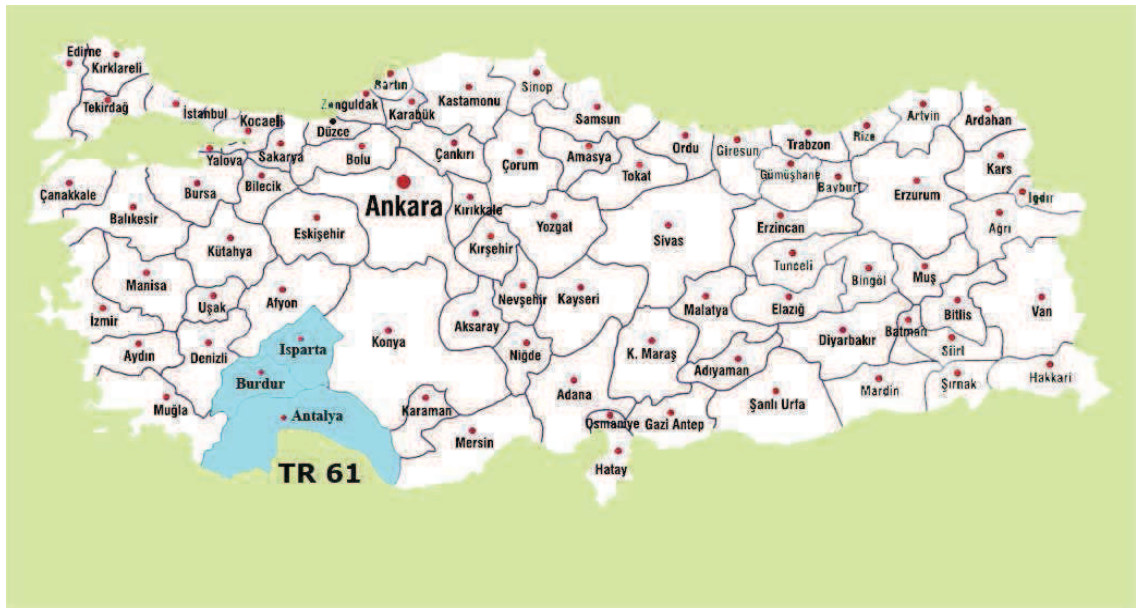 Edirne
Kırklareli
Tekirdağ
İstanbul
Kocaeli
Yalova
Sakarya
Düzce
Zonguldak
Bartın
Karabük
Kastamonu
Sinop
Samsun
Bolu
Çankırı
Çorum
Amasya
Tokat
Ordu
Giresun
Trabzon
Rize
Artvin
Ardahan
Gümüşhane
Bayburt
Kars
Iğdır
Çanakkale
Balıkesir
Bursa
Bilecik
Ankara
Kırıkkale
Eskişehir
Kütahya
Kırşehir
Yozgat
Sivas
Erzincan
Erzurum
Ağrı
Manisa
Uşak
Afyon
Nevşehir
Kayseri
Malatya
Tunceli
Elazığ
Bingöl
Muş
Bitlis
Van
İzmir
Aydın
Denizli
Isparta
Konya
Aksaray
Niğde
K. Maraş
Adıyaman
Diyarbakır
Batman
Siirt
Burdur
Muğla
Antalya
Karaman
Mersin
Adana
Osmaniye
Gazi Antep
Şanlı Urfa
Mardin
Şırnak
Hakkari
Hatay
TR 61